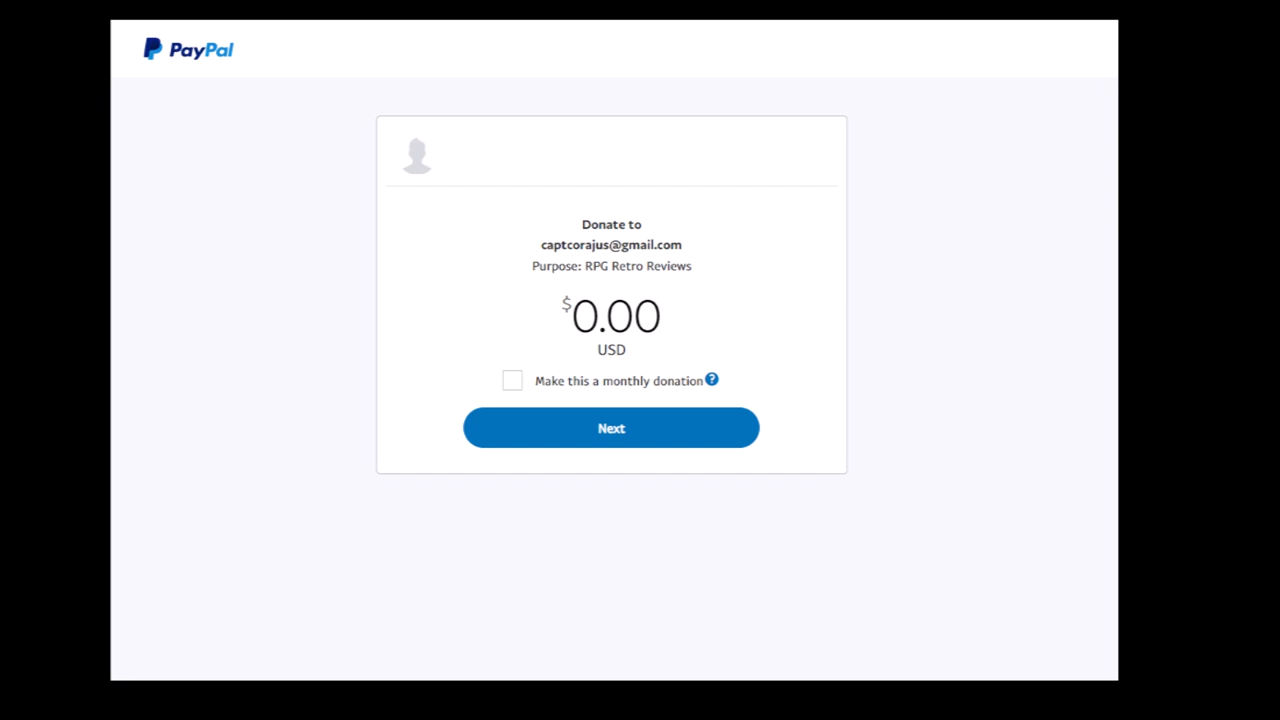 PayPal
Donate to
captcorajus@gmail.com
Purpose: RPG Retro Reviews
$0.00
USD
Make this a monthly donation ?
Next